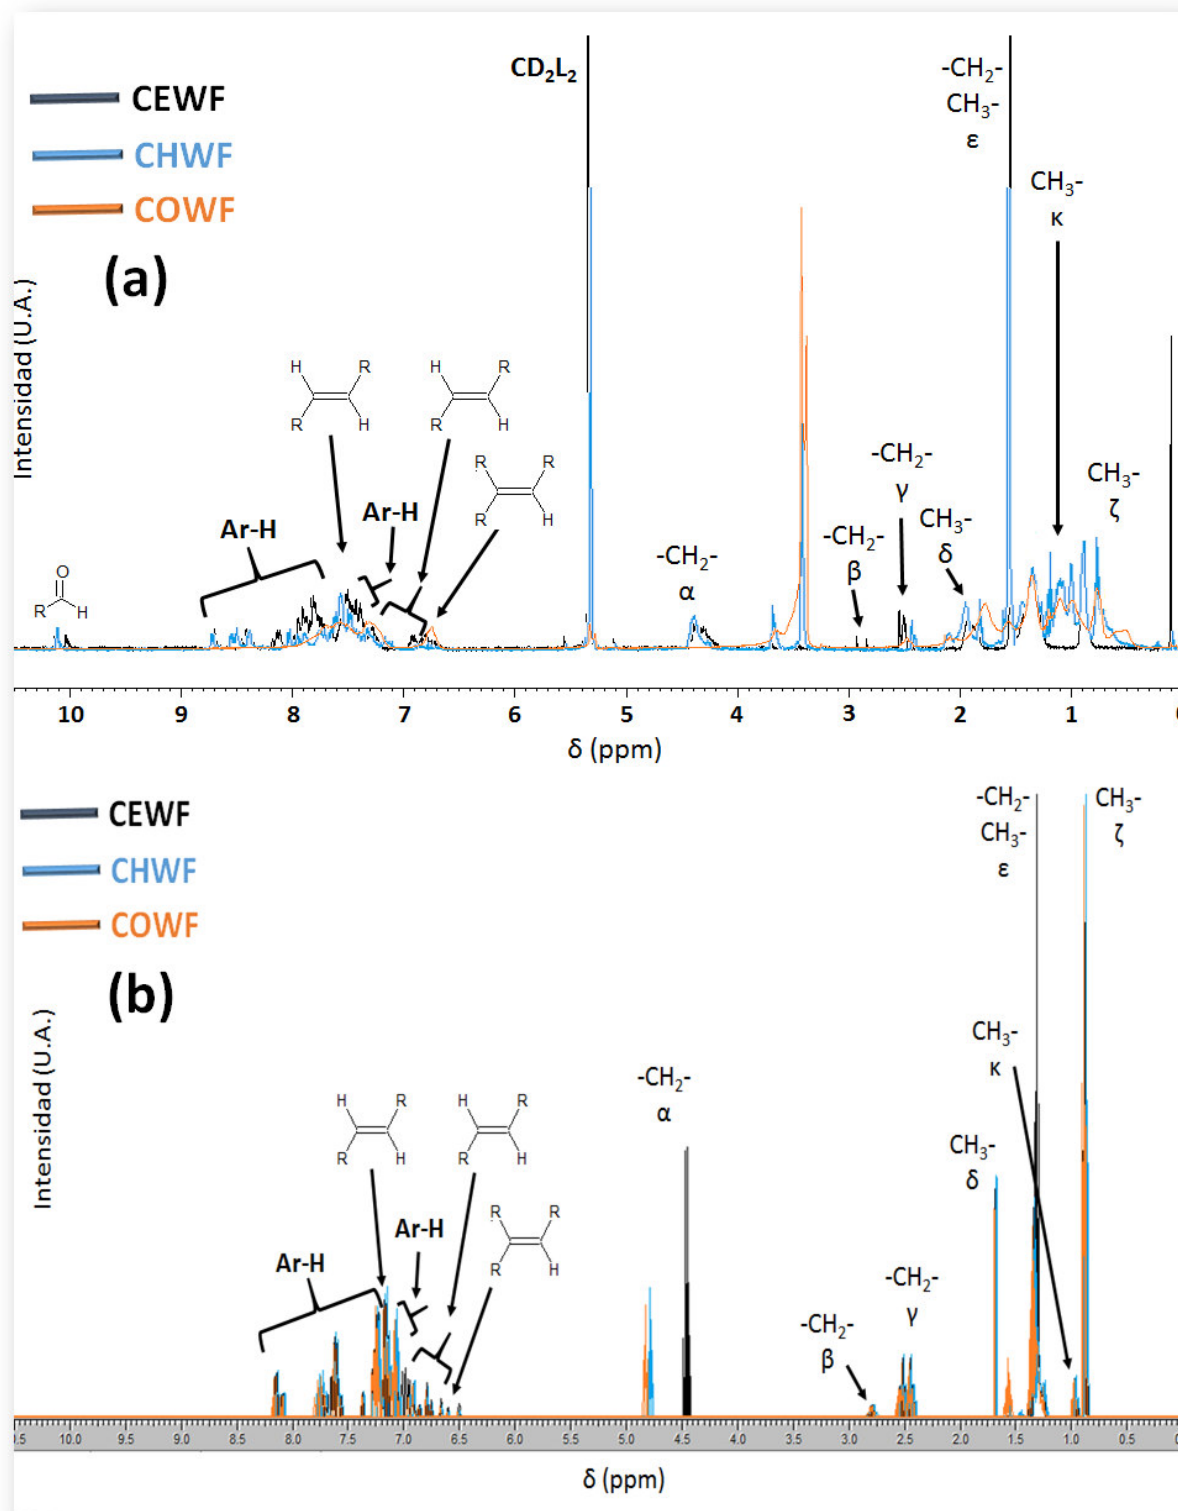 CD₂L₂
-CH₂-
CH₃-
ε
CEWF
CHWF
COWF
(a)
CH₃-
κ
Intensidad (U.A.)
H R
R H
H R
R H
R R
R H
Ar-H
Ar-H
-CH₂-
γ
CH₃-
ζ
CH₃-
δ
-CH₂-
β
-CH₂-
α
O
R H
10 9 8 7 6 5 4 3 2 1
δ (ppm)
CEWF
CHWF
COWF
(b)
-CH₂-
CH₃-
ε
CH₃-
ζ
Intensidad (U.A.)
CH₃-
κ
-CH₂-
α
H R
R H
H R
R H
CH₃-
δ
R R
R H
Ar-H
Ar-H
-CH₂-
γ
-CH₂-
β
0.5 10.0 9.5 9.0 8.5 8.0 7.5 7.0 6.5 6.0 5.5 5.0 4.5 4.0 3.5 3.0 2.5 2.0 1.5 1.0 0.5
δ (ppm)